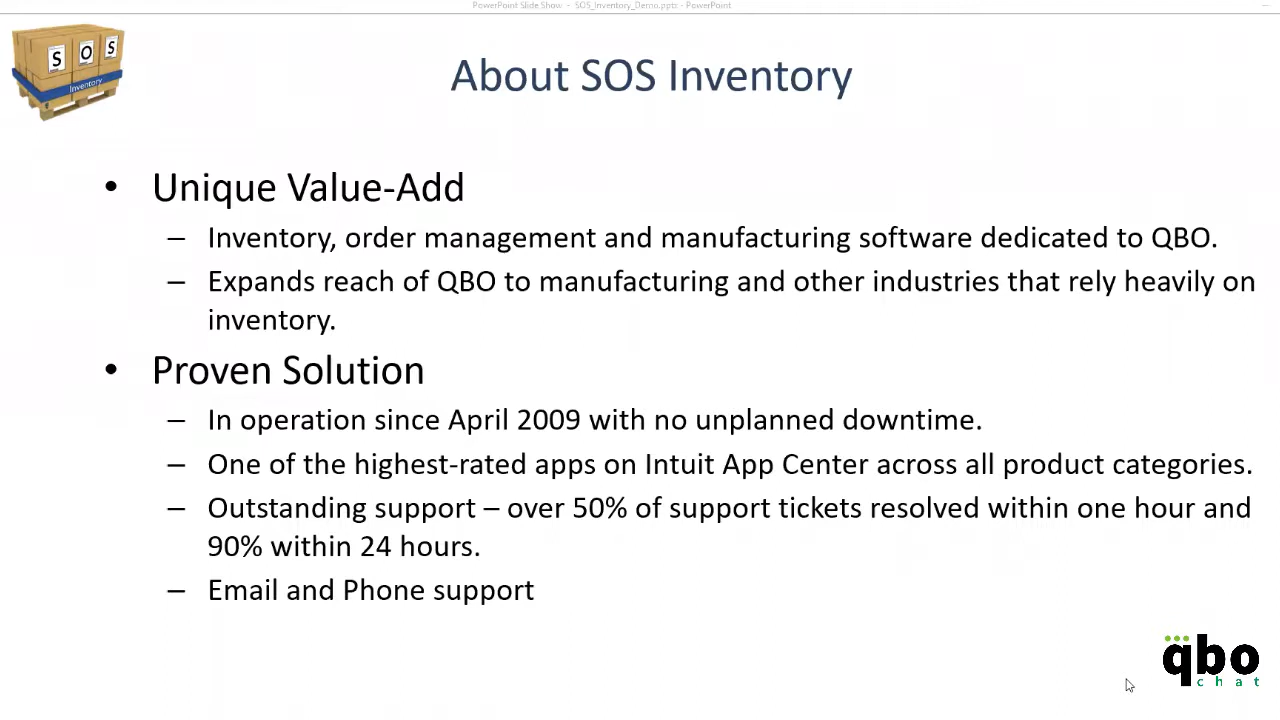 PowerPoint Slide Show - SOS_Inventory_Demo.pptx - PowerPoint
S O S
Inventory
About SOS Inventory
• Unique Value-Add
– Inventory, order management and manufacturing software dedicated to QBO.
– Expands reach of QBO to manufacturing and other industries that rely heavily on
inventory.
• Proven Solution
– In operation since April 2009 with no unplanned downtime.
– One of the highest-rated apps on Intuit App Center across all product categories.
– Outstanding support – over 50% of support tickets resolved within one hour and
90% within 24 hours.
– Email and Phone support
qbo
chat